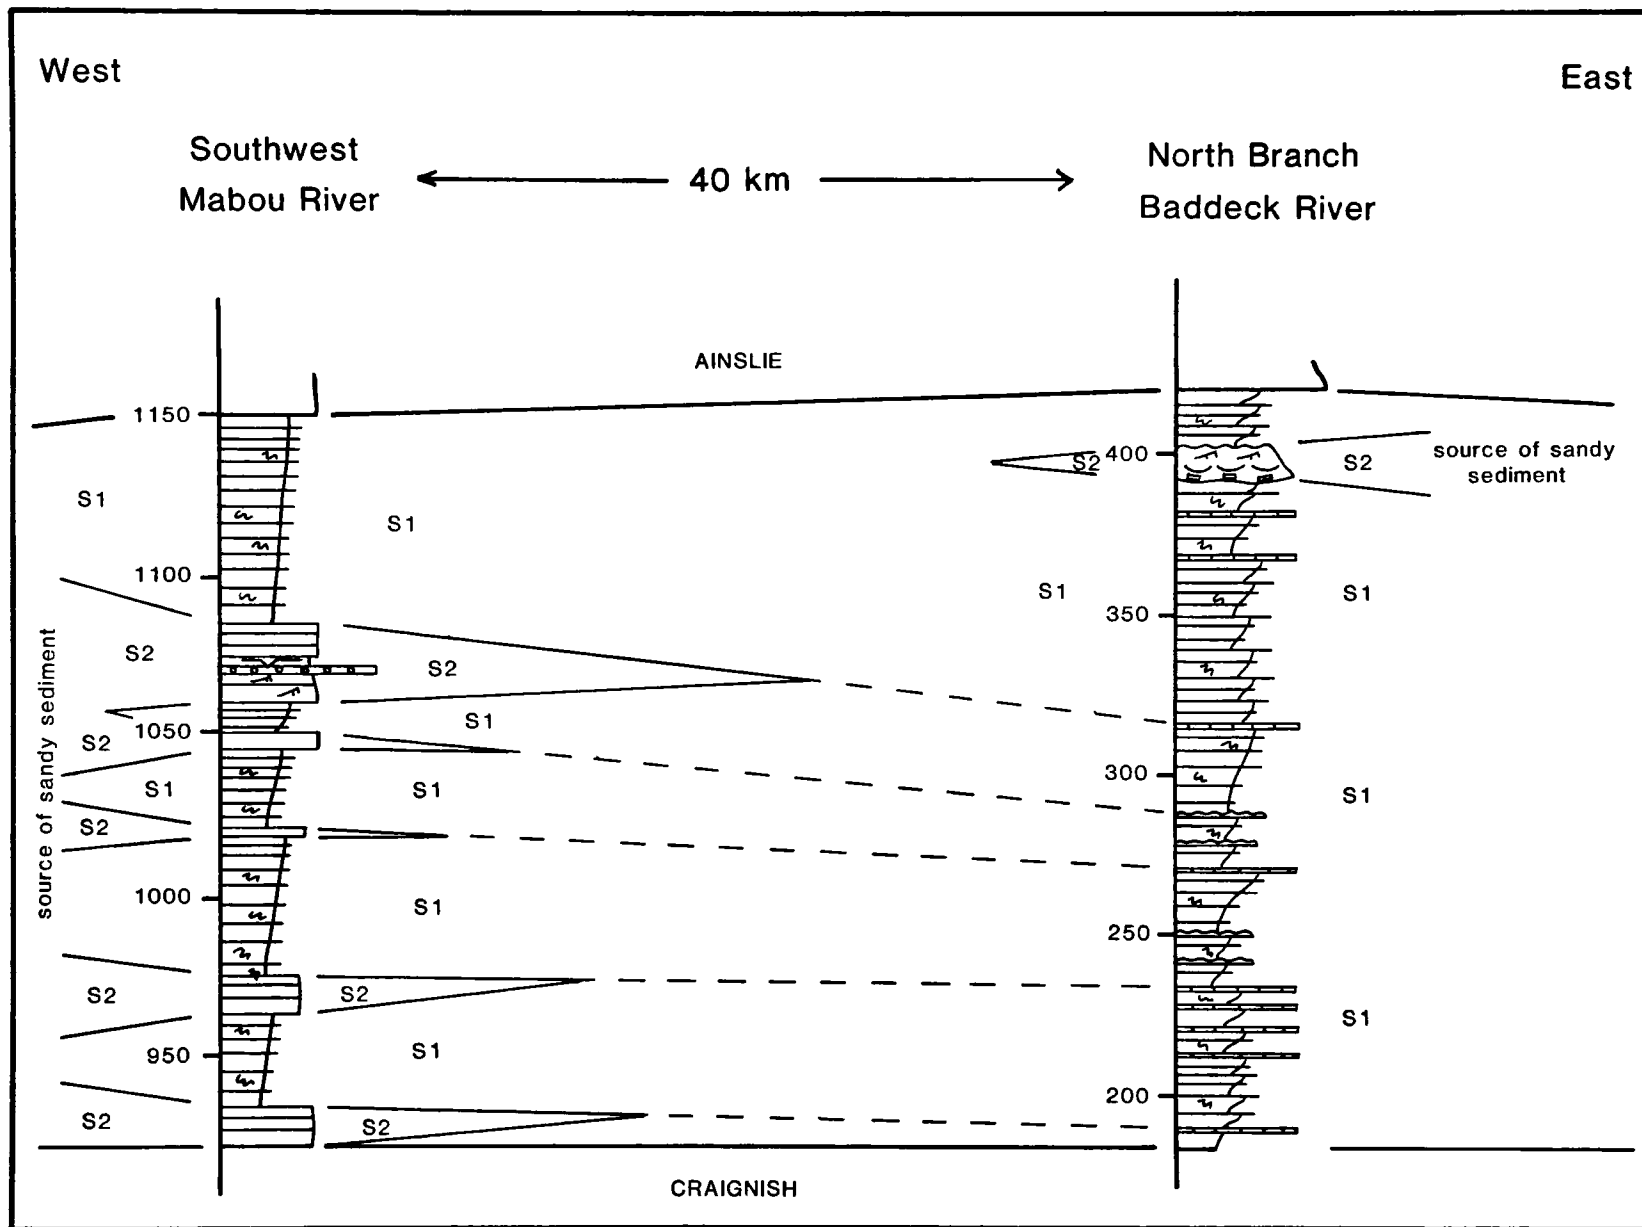 West
East
Southwest
Mabou River
40 km
North Branch
Baddeck River
AINSLIE
1150
S1
S1
1100
S2
S2
S1
1050
S2
S1
S1
S2
source of sandy sediment
1000
S1
S2
S2
950
S1
S2
S2
S2
400
S2
source of sandy
sediment
S1
350
S1
300
S1
250
S1
200
CRAIGNISH